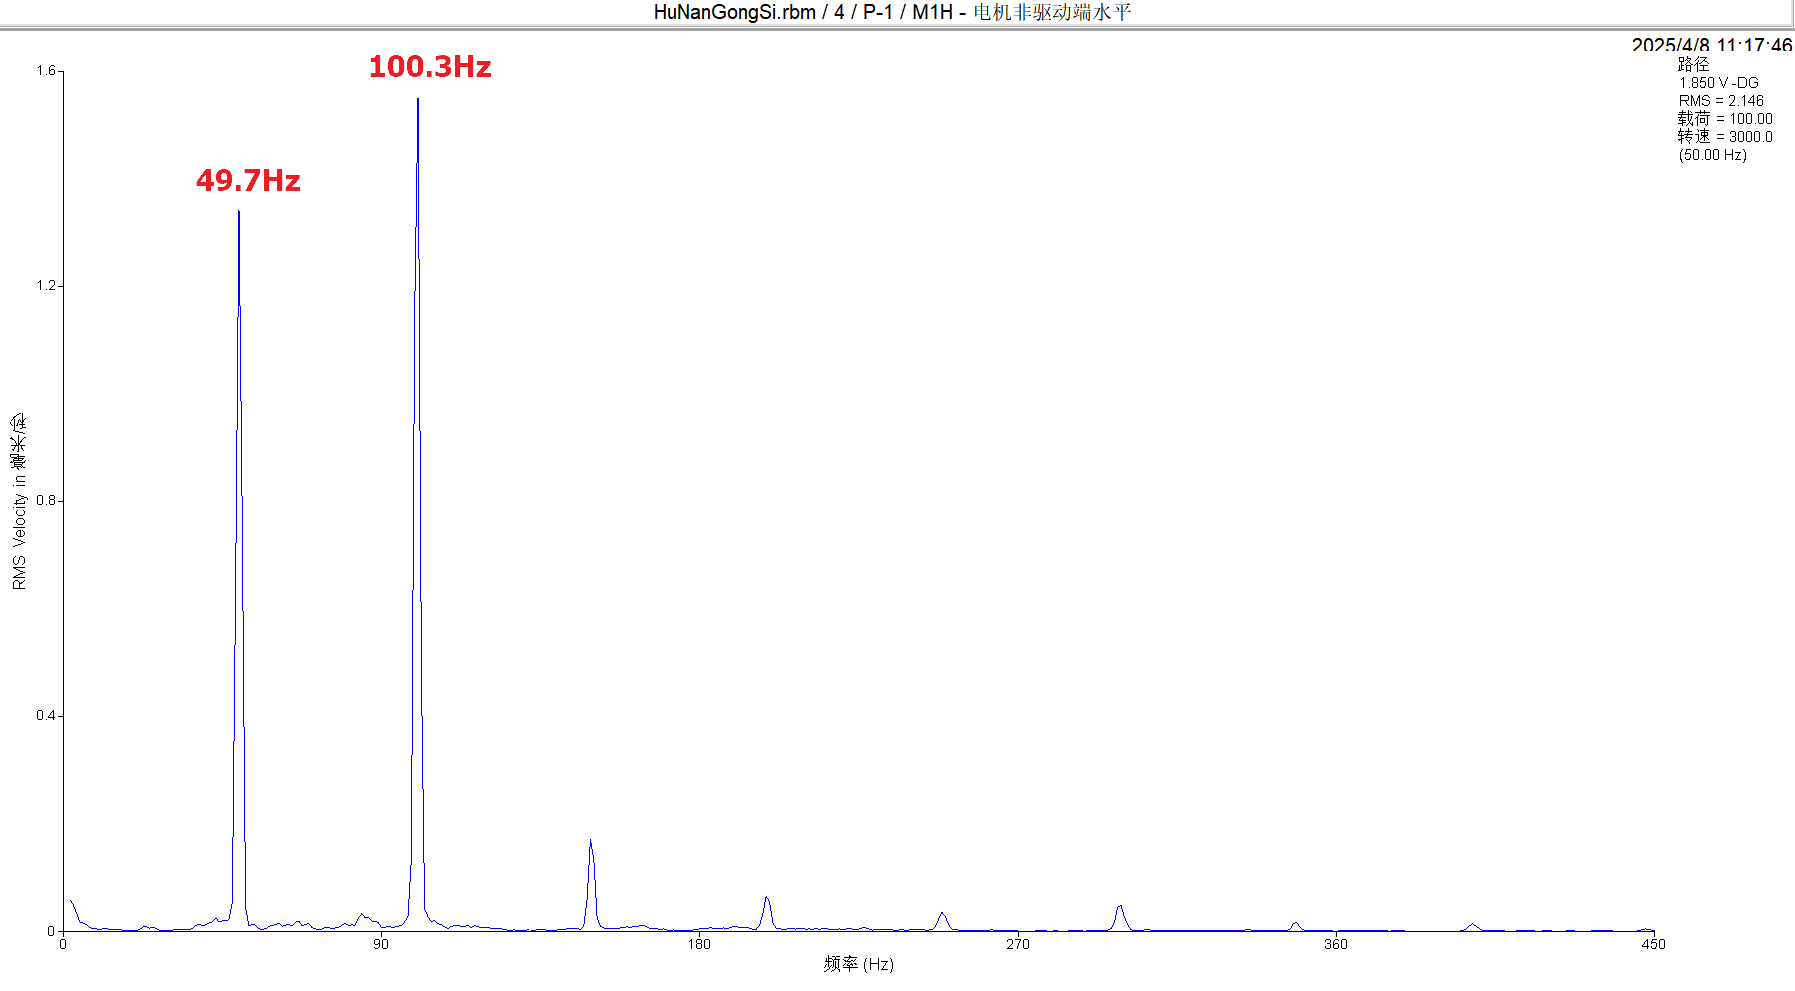 HuNanGongSi.rbm / 4 / P-1 / M1H - 电机非驱动端水平
2025/4/8 11:17:46
路径
1.850 V -DG
RMS = 2.146
载荷 = 100.00
转速 = 3000.0
(50.00 Hz)
100.3Hz
49.7Hz
1.6
1.2
0.8
0.4
0
RMS Velocity in 毫米/秒
0
90
180
270
360
450
频率 (Hz)